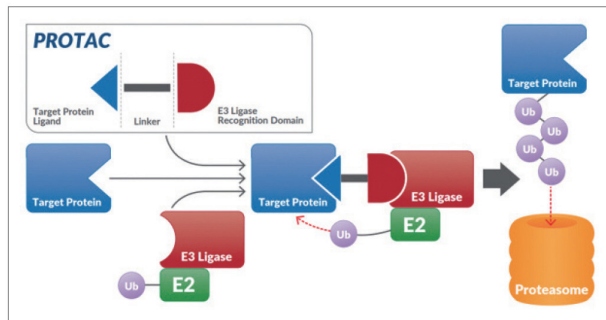 PROTAC
Target Protein
Ligand
Linker
E3 Ligase
Recognition Domain
Target Protein
E3 Ligase
Ub
E2
Target Protein
E3 Ligase
Ub
E2
Target Protein
Ub
Ub
Ub
Ub
Proteasome